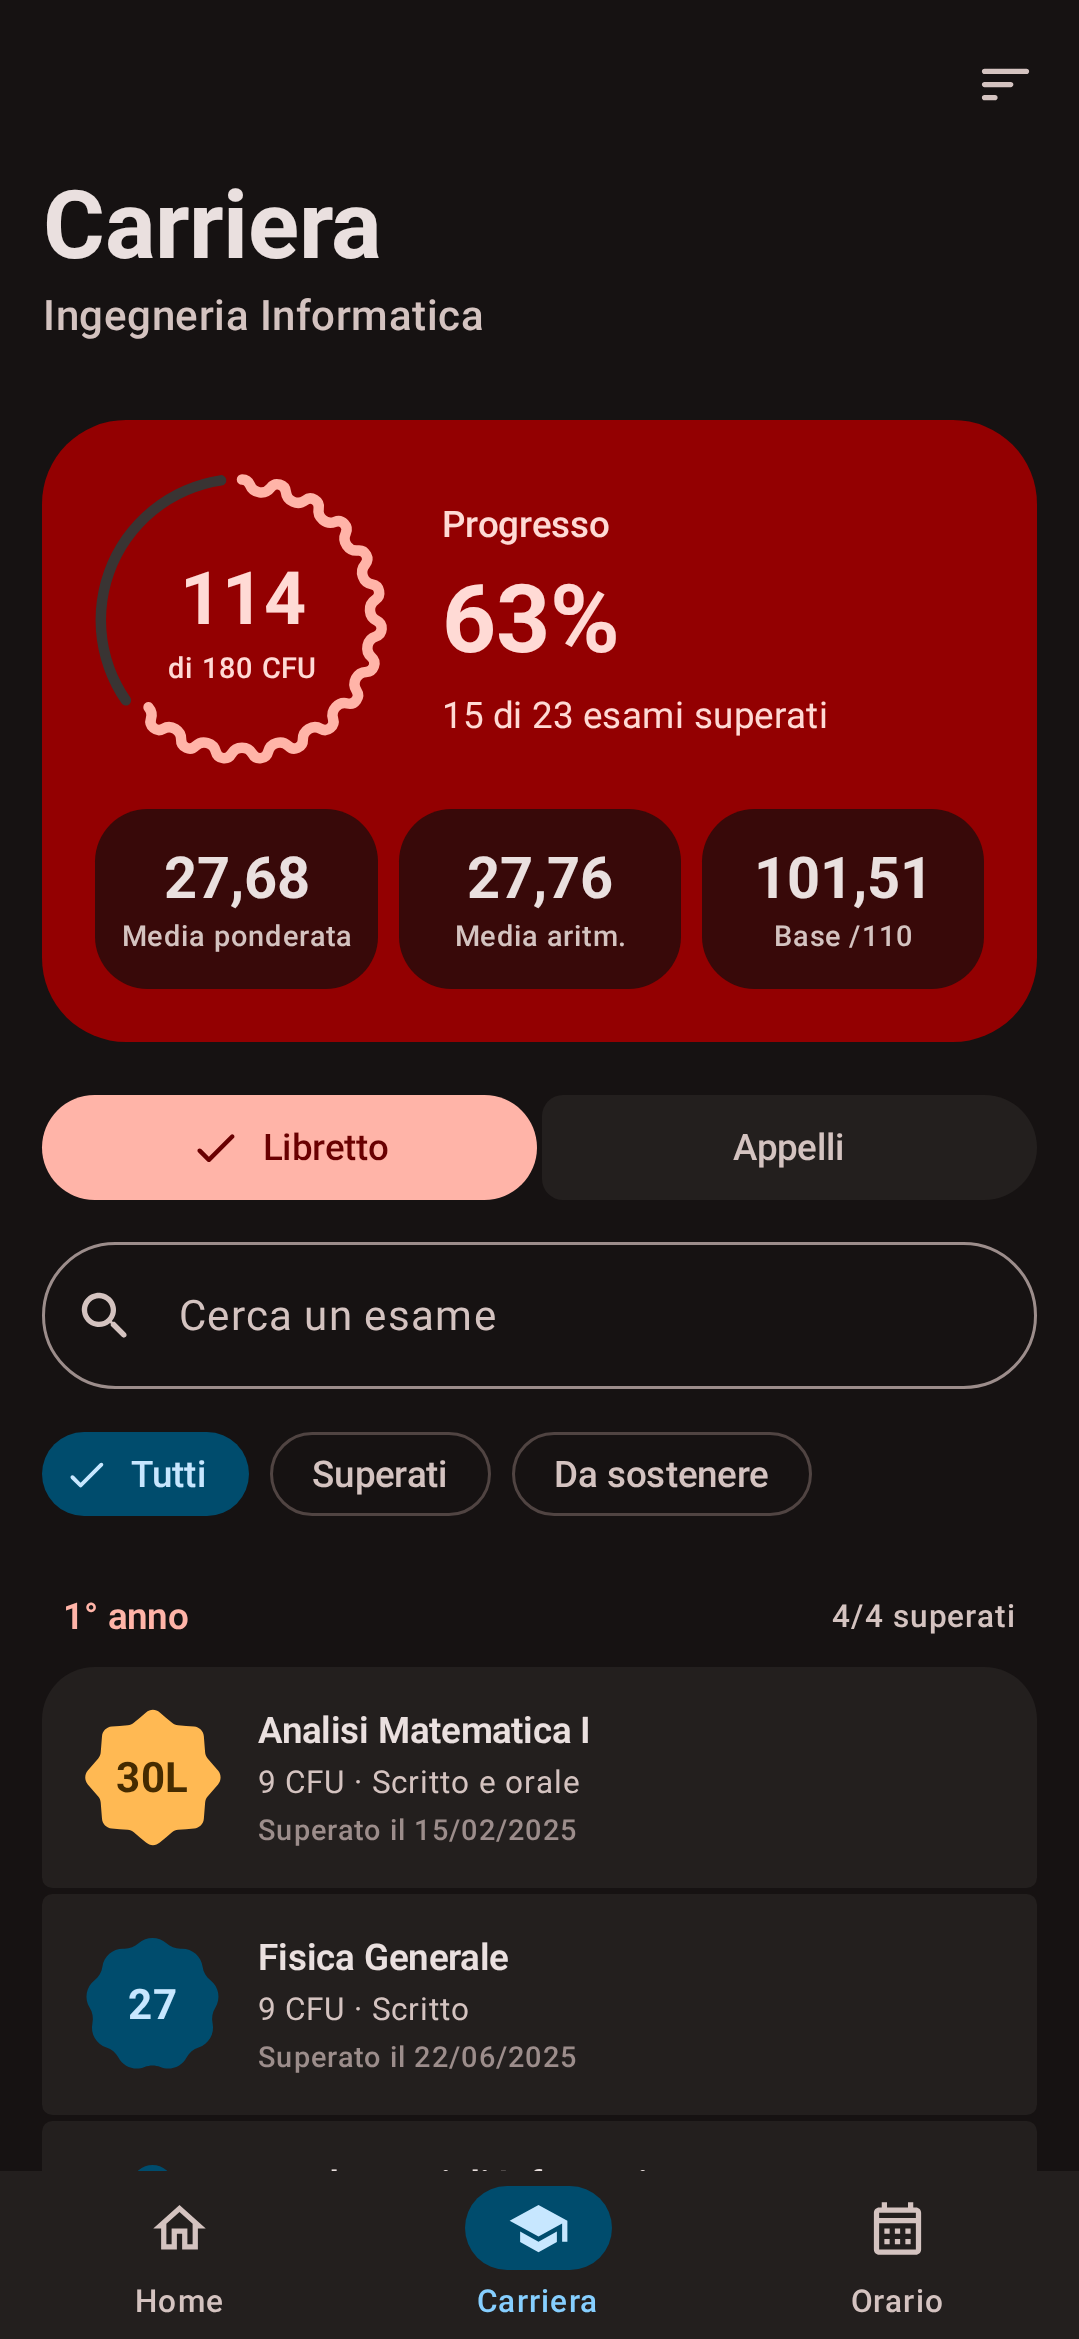 Carriera
Ingegneria Informatica
114
di 180 CFU
Progresso
63%
15 di 23 esami superati
27,68
Media ponderata
27,76
Media aritm.
101,51
Base /110
Libretto
Appelli
Cerca un esame
Tutti
Superati
Da sostenere
1° anno
4/4 superati
30L
Analisi Matematica I
9 CFU · Scritto e orale
Superato il 15/02/2025
27
Fisica Generale
9 CFU · Scritto
Superato il 22/06/2025
Home
Carriera
Orario